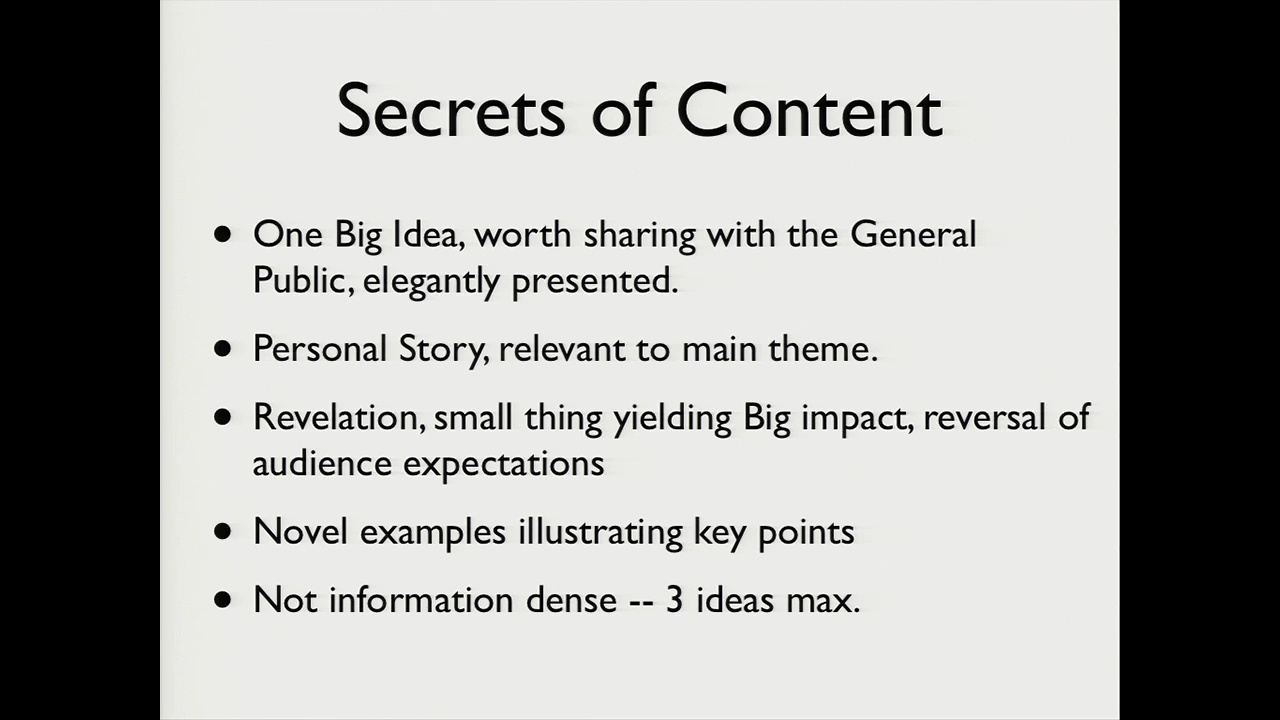 Secrets of Content
• One Big Idea, worth sharing with the General
Public, elegantly presented.
• Personal Story, relevant to main theme.
• Revelation, small thing yielding Big impact, reversal of
audience expectations
• Novel examples illustrating key points
• Not information dense -- 3 ideas max.